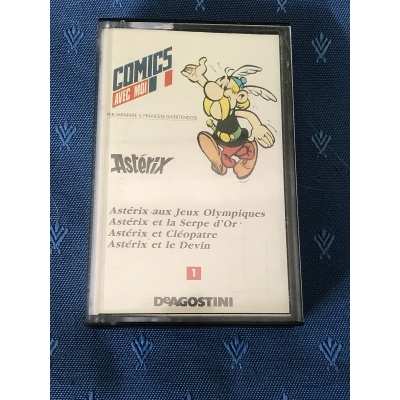 COMICS
AVEC MOI
Astérix
Astérix aux Jeux Olympiques
Astérix et la Serpe d'Or
Astérix et Cléopatre
Astérix et le Devin
1
DeAGOSTINI